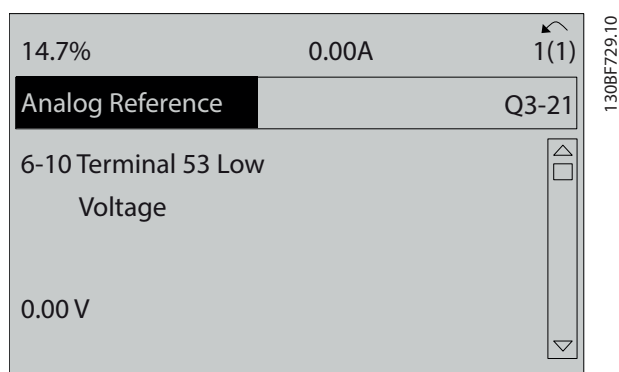 14.7% 0.00A 1(1)
Analog Reference Q3-21
6-10 Terminal 53 Low
Voltage
0.00 V
130BF729.10